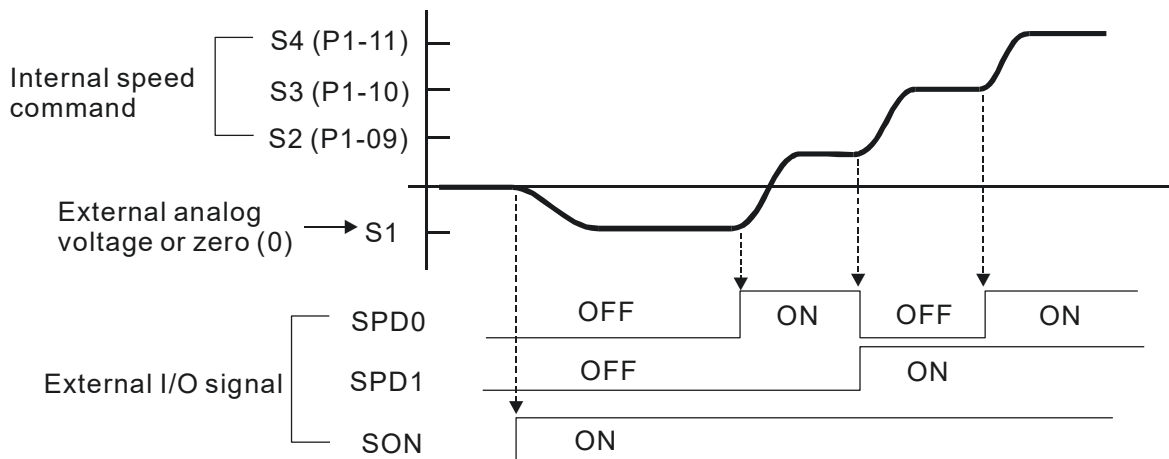 S4 (P1-11)
Internal speed
command
S3 (P1-10)
S2 (P1-09)
External analog
voltage or zero (0)
S1
SPD0
OFF
ON
OFF
ON
External I/O signal
SPD1
OFF
ON
SON
ON